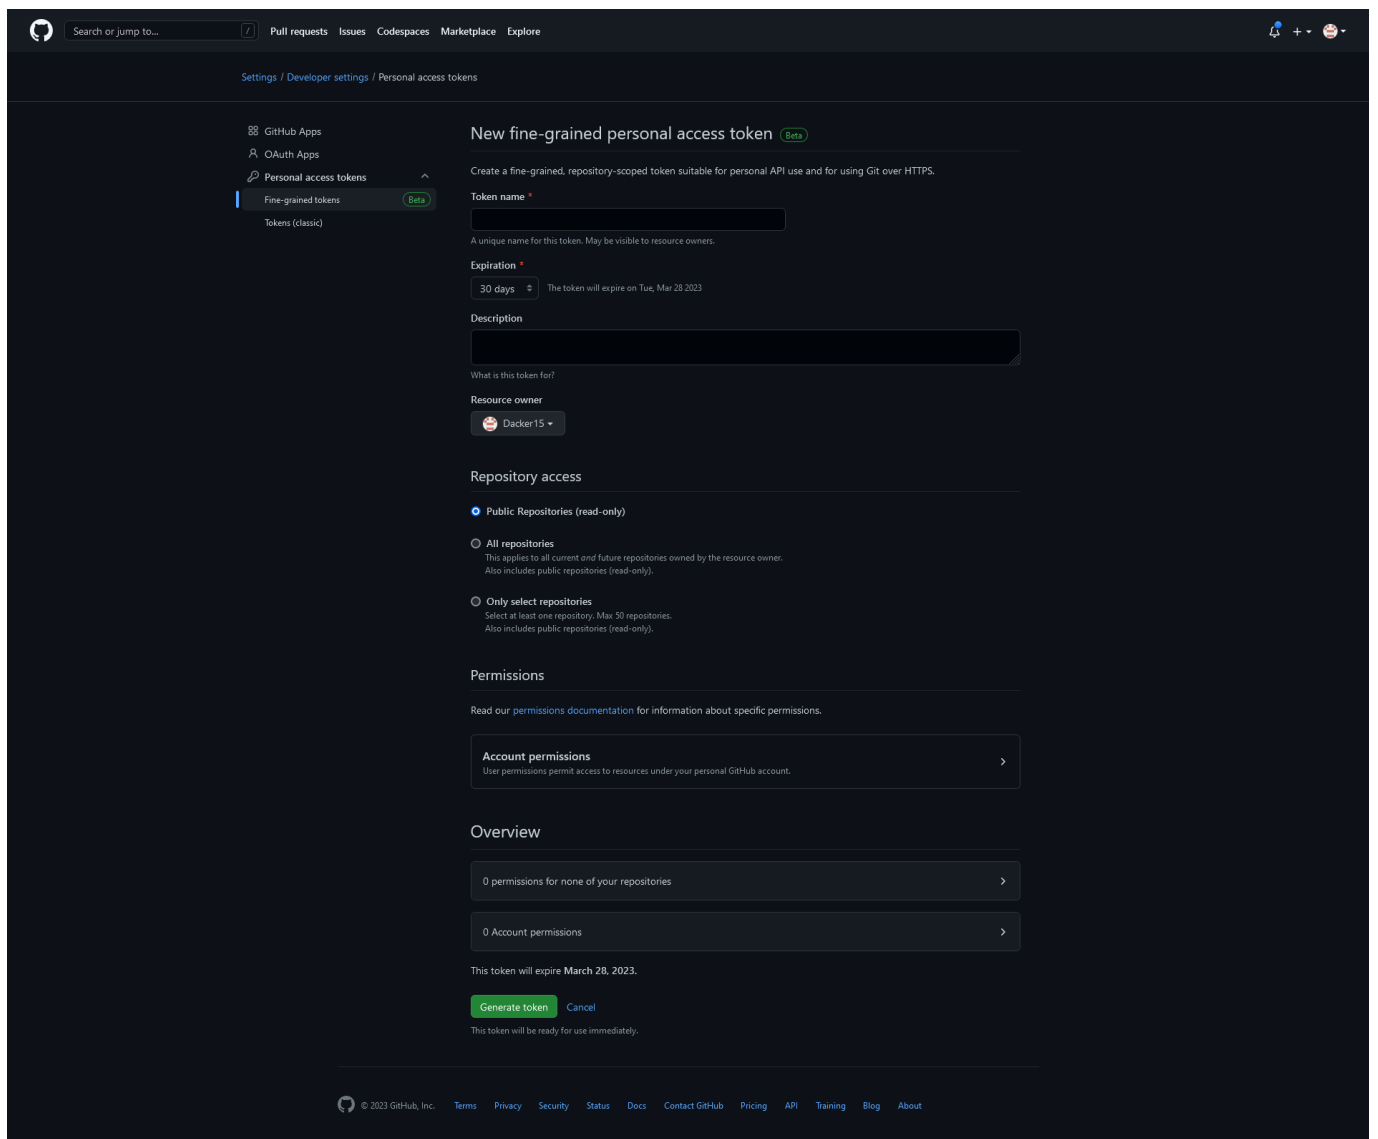 Search or jump to... /
Pull requests Issues Codespaces Marketplace Explore
Settings / Developer settings / Personal access tokens
GitHub Apps
OAuth Apps
Personal access tokens
Fine-grained tokens Beta
Tokens (classic)
New fine-grained personal access token Beta
Create a fine-grained, repository-scoped token suitable for personal API use and for using Git over HTTPS.
Token name *
A unique name for this token. May be visible to resource owners.
Expiration *
30 days The token will expire on Tue, Mar 28 2023
Description
What is this token for?
Resource owner
Dacker15
Repository access
Public Repositories (read-only)
All repositories
This applies to all current and future repositories owned by the resource owner.
Also includes public repositories (read-only).
Only select repositories
Select at least one repository. Max 50 repositories.
Also includes public repositories (read-only).
Permissions
Read our permissions documentation for information about specific permissions.
Account permissions
User permissions permit access to resources under your personal GitHub account.
Overview
0 permissions for none of your repositories
0 Account permissions
This token will expire March 28, 2023.
Generate token Cancel
This token will be ready for use immediately.
© 2023 GitHub, Inc. Terms Privacy Security Status Docs Contact GitHub Pricing API Training Blog About